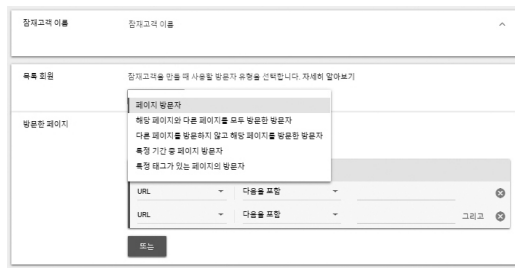 잠재고객 이름
잠재고객 이름
목록 회원
잠재고객을 만들 때 사용할 방문자 유형을 선택합니다. 자세히 알아보기
페이지 방문자
해당 페이지와 다른 페이지를 모두 방문한 방문자
방문한 페이지
다른 페이지를 방문하지 않고 해당 페이지를 방문한 방문자
특정 기간 중 페이지 방문자
특정 태그가 있는 페이지의 방문자
URL 다음을 포함
URL 다음을 포함 그리고
또는